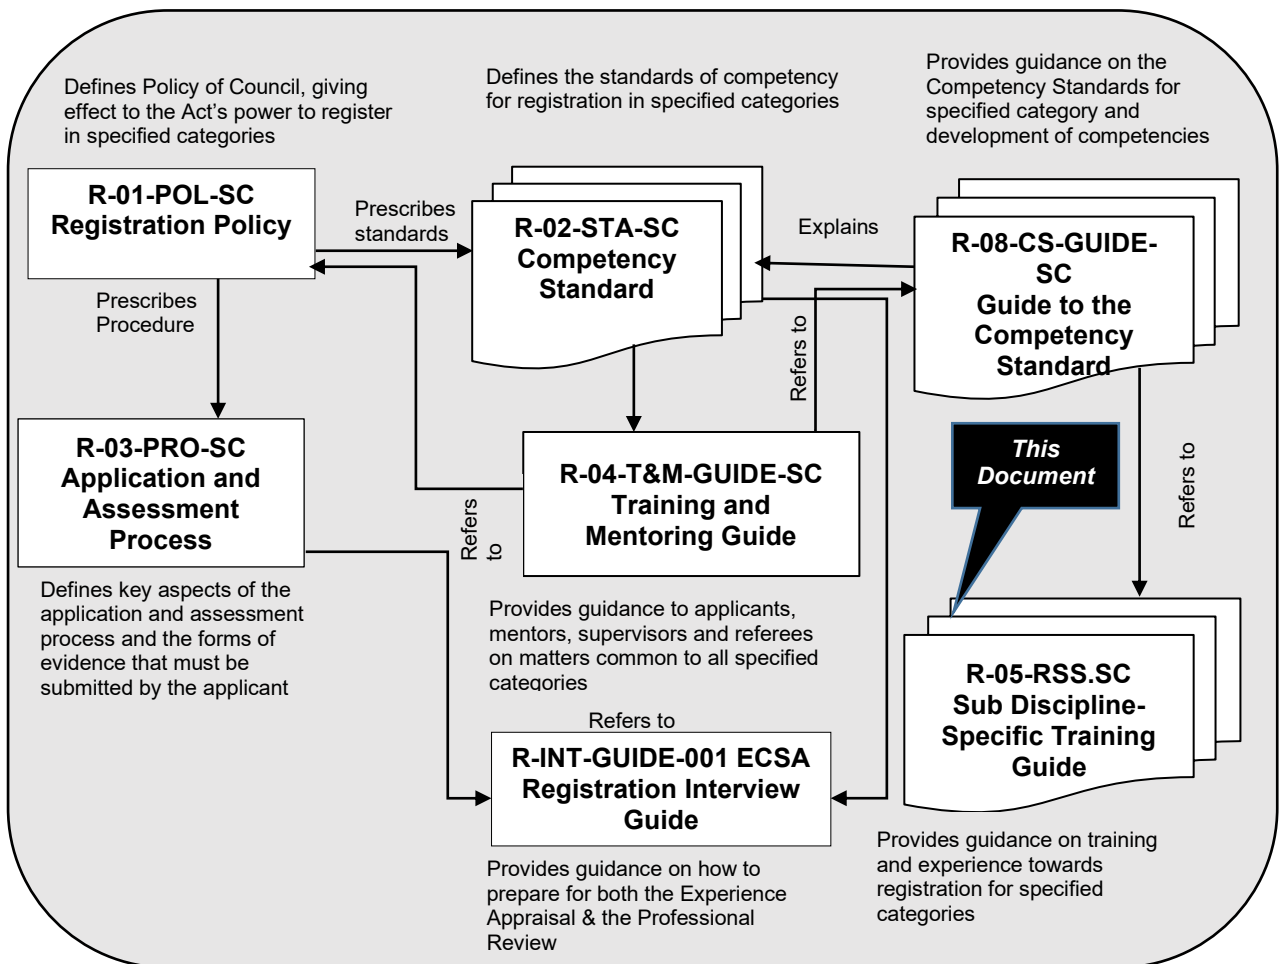 Defines Policy of Council, giving
effect to the Act's power to register
in specified categories
Defines the standards of competency
for registration in specified categories
Provides guidance on the
Competency Standards for
specified category and
development of competencies
R-01-POL-SC
Registration Policy
Prescribes
standards
R-02-STA-SC
Competency
Standard
Explains
R-08-CS-GUIDE-
SC
Guide to the
Competency
Standard
Prescribes
Procedure
Refers to
R-03-PRO-SC
Application and
Assessment
Process
Refers
to
R-04-T&M-GUIDE-SC
Training and
Mentoring Guide
This
Document
Refers to
Defines key aspects of the
application and assessment
process and the forms of
evidence that must be
submitted by the applicant
Provides guidance to applicants,
mentors, supervisors and referees
on matters common to all specified
categories
R-05-RSS.SC
Sub Discipline-
Specific Training
Guide
Refers to
R-INT-GUIDE-001 ECSA
Registration Interview
Guide
Provides guidance on how to
prepare for both the Experience
Appraisal & the Professional
Review
Provides guidance on training
and experience towards
registration for specified
categories